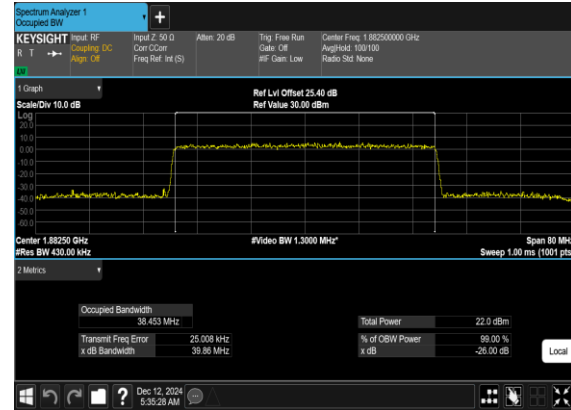 Spectrum Analyzer 1
Occupied BW
+
KEYSIGHT Input: RF Input Z: 50 Ω Atten: 20 dB Trig: Free Run Center Freq: 1.882500000 GHz
R T Coupling: DC Corr CCorr Gate: Off Avg|Hold: 100/100
Align: Off Freq Ref: Int (S) #IF Gain: Low Radio Std: None
LU
1 Graph
Ref Lvl Offset 25.40 dB
Scale/Div 10.0 dB Ref Value 30.00 dBm
Log
20.0
10.0
0.00
-10.0
-20.0
-30.0
-40.0
-50.0
-60.0
Center 1.88250 GHz #Video BW 1.3000 MHz* Span 80 MHz
#Res BW 430.00 kHz Sweep 1.00 ms (1001 pts)
2 Metrics
Occupied Bandwidth
38.453 MHz Total Power 22.0 dBm
Transmit Freq Error 25.008 kHz % of OBW Power 99.00 %
x dB Bandwidth 39.86 MHz x dB -26.00 dB
Local
? Dec 12, 2024
5:35:28 AM